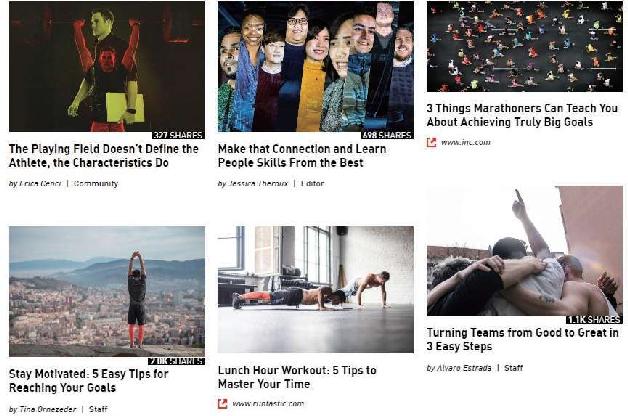 327 SHARES
The Playing Field Doesn't Define the
Athlete, the Characteristics Do
by Erica Cenci | Community
698 SHARES
Make that Connection and Learn
People Skills From the Best
by Jessica Theroux | Editor
3 Things Marathoners Can Teach You
About Achieving Truly Big Goals
www.inc.com
2.0K SHARES
Stay Motivated: 5 Easy Tips for
Reaching Your Goals
by Tina Ornezeder | Staff
Lunch Hour Workout: 5 Tips to
Master Your Time
www.runtastic.com
1.1K SHARES
Turning Teams from Good to Great in
3 Easy Steps
by Alvaro Estrada | Staff